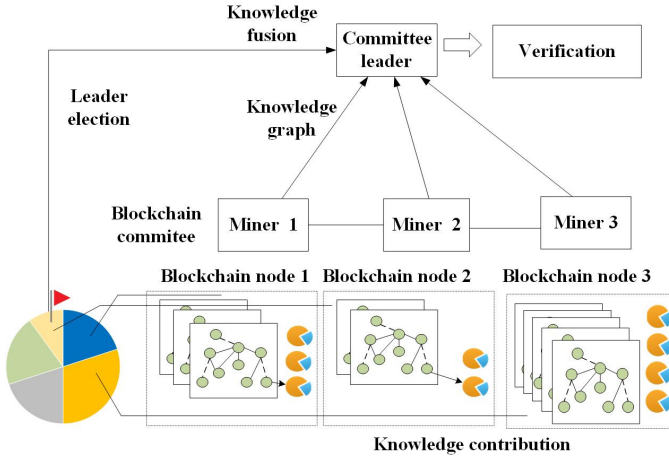 Knowledge
fusion
Committee
leader
Verification
Leader
election
Knowledge
graph
Blockchain
commitee
Miner 1
Miner 2
Miner 3
Blockchain node 1
Blockchain node 2
Blockchain node 3
Knowledge contribution